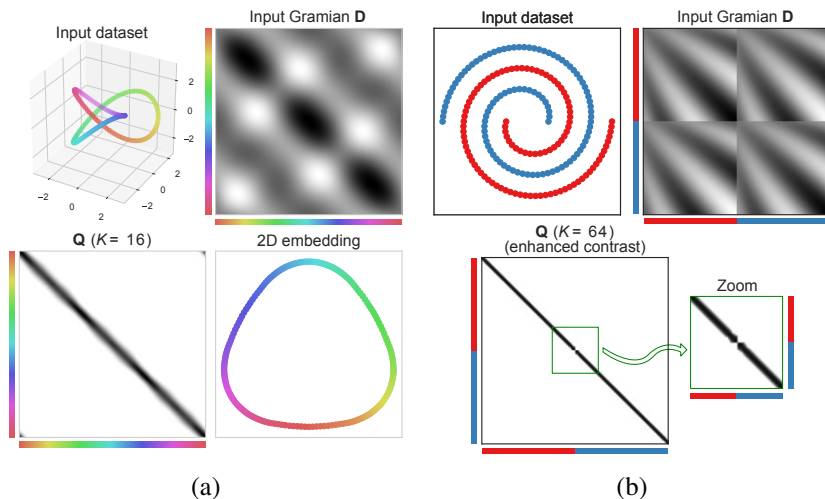 Input dataset
2
0
−2
−2
0
2
−2
0
2
Input Gramian D
Q (K = 16)
2D embedding
(a)
Input dataset
Input Gramian D
Q (K = 64)
(enhanced contrast)
Zoom
(b)